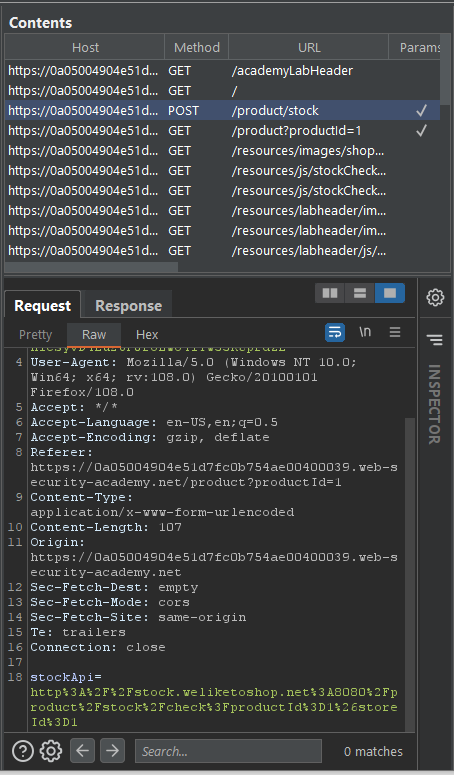 Contents
Host Method URL Params
https://0a05004904e51d... GET /academyLabHeader
https://0a05004904e51d... GET /
https://0a05004904e51d... POST /product/stock ✓
https://0a05004904e51d... GET /product?productId=1 ✓
https://0a05004904e51d... GET /resources/images/shop...
https://0a05004904e51d... GET /resources/js/stockCheck...
https://0a05004904e51d... GET /resources/js/stockCheck...
https://0a05004904e51d... GET /resources/labheader/im...
https://0a05004904e51d... GET /resources/labheader/im...
https://0a05004904e51d... GET /resources/labheader/js/...
Request Response
Pretty Raw Hex \n
4 User-Agent: Mozilla/5.0 (Windows NT 10.0;
Win64; x64; rv:108.0) Gecko/20100101
Firefox/108.0
5 Accept: */*
6 Accept-Language: en-US,en;q=0.5
7 Accept-Encoding: gzip, deflate
8 Referer:
https://0a05004904e51d7fc0b754ae00400039.web-s
ecurity-academy.net/product?productId=1
9 Content-Type:
application/x-www-form-urlencoded
10 Content-Length: 107
11 Origin:
https://0a05004904e51d7fc0b754ae00400039.web-s
ecurity-academy.net
12 Sec-Fetch-Dest: empty
13 Sec-Fetch-Mode: cors
14 Sec-Fetch-Site: same-origin
15 Te: trailers
16 Connection: close
17
18 stockApi=
http%3A%2F%2Fstock.weliketoshop.net%3A8080%2Fp
roduct%2Fstock%2Fcheck%3FproductId%3D1%26store
Id%3D1
INSPECTOR
Search... 0 matches